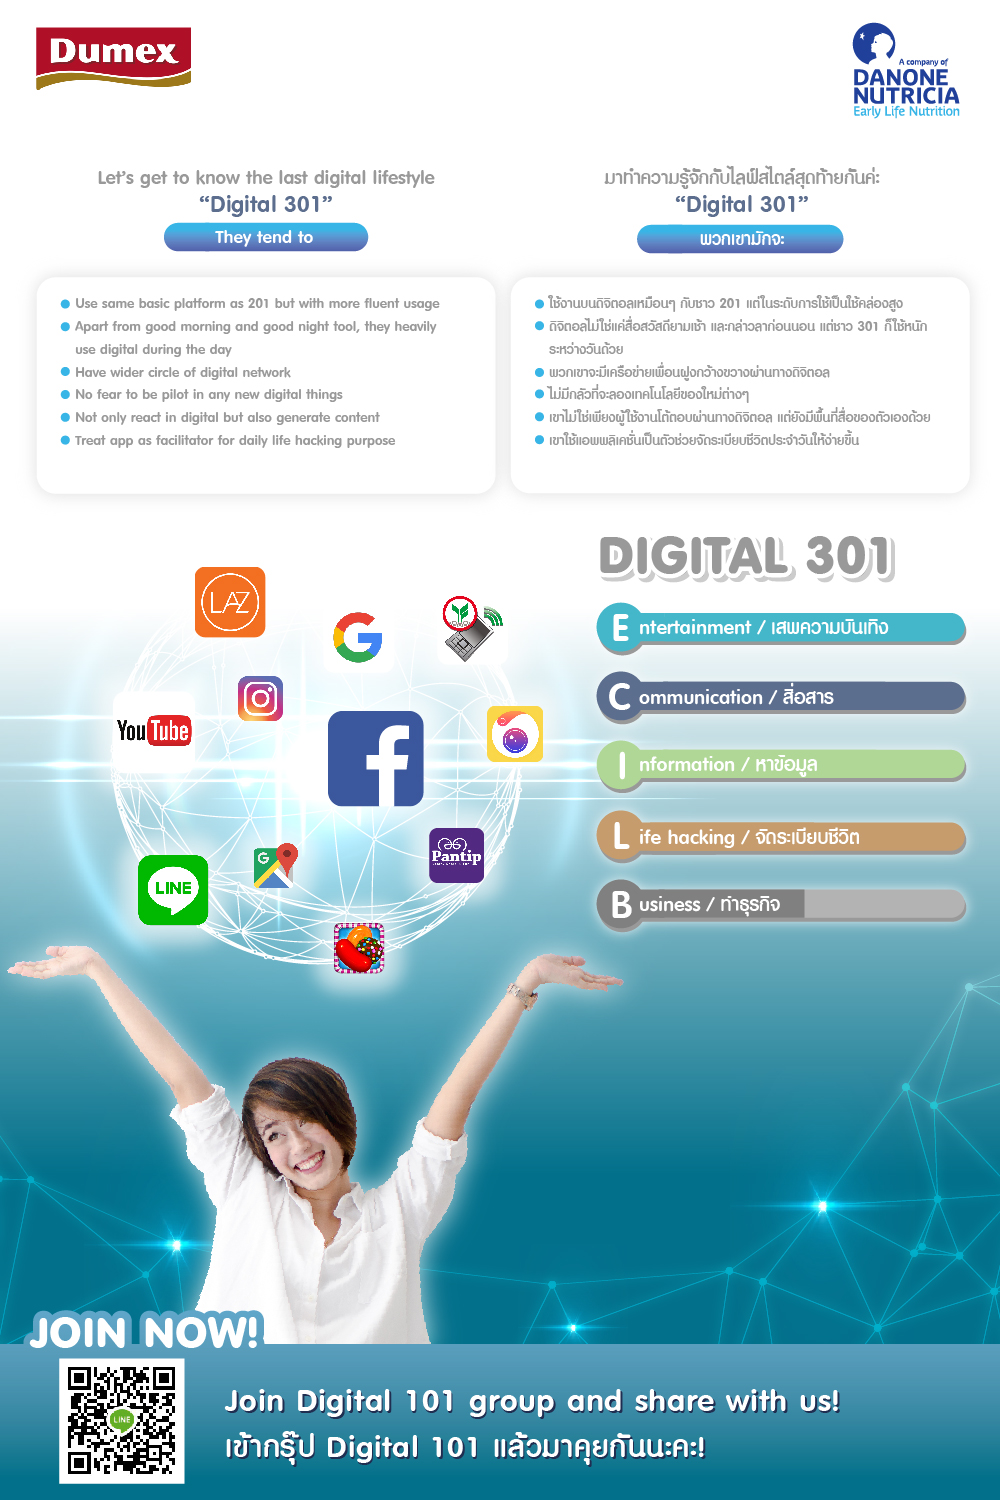 Dumex
A company of
DANONE
NUTRICIA
Early Life Nutrition
Let's get to know the last digital lifestyle
“Digital 301”
They tend to
Use same basic platform as 201 but with more fluent usage
Apart from good morning and good night tool, they heavily
use digital during the day
Have wider circle of digital network
No fear to be pilot in any new digital things
Not only react in digital but also generate content
Treat app as facilitator for daily life hacking purpose
มาทำความรู้จักกับไลฟ์สไตล์สุดท้ายกันค่ะ
“Digital 301”
พวกเขามักจะ
ใช้งานบนดิจิตอลเหมือนๆ กับชาว 201 แต่ในระดับการใช้เป็นใช้คล่องสูง
ดิจิตอลไม่ใช่แค่สื่อสวัสดียามเช้า และกล่าวลาก่อนนอน แต่ชาว 301 ก็ใช้หนัก
ระหว่างวันด้วย
พวกเขาจะมีเครือข่ายเพื่อนฝูงกว้างขวางผ่านทางดิจิตอล
ไม่มีกลัวที่จะลองเทคโนโลยีของใหม่ต่างๆ
เขาไม่ใช่เพียงผู้ใช้งานโต้ตอบผ่านทางดิจิตอล แต่ยังมีพื้นที่สื่อของตัวเองด้วย
เขาใช้แอพพลิเคชั่นเป็นตัวช่วยจัดระเบียบชีวิตประจำวันให้ง่ายขึ้น
DIGITAL 301
Entertainment / เสพความบันเทิง
Communication / สื่อสาร
Information / หาข้อมูล
Life hacking / จัดระเบียบชีวิต
Business / ทำธุรกิจ
LAZ
G
YouTube
f
G
Pantip
LINE
JOIN NOW!
LINE
Join Digital 101 group and share with us!
เข้ากรุ๊ป Digital 101 แล้วมาคุยกันนะคะ!